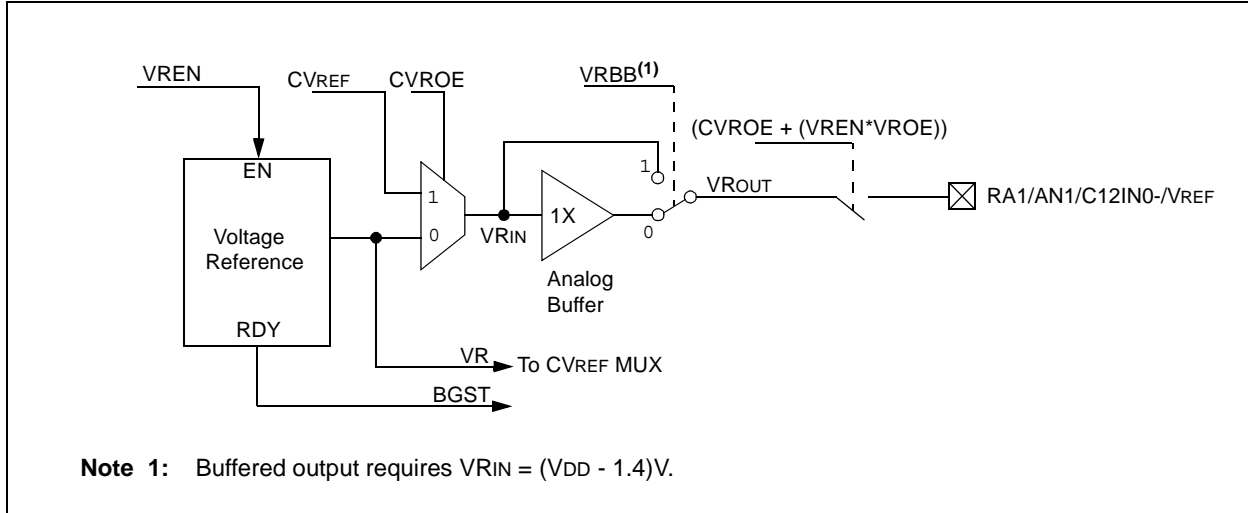 VREN
CVREF
CVROE
VRBB(1)
(CVROE + (VREN*VROE))
EN
1
1
VROUT
RA1/AN1/C12IN0-/VREF
Voltage
Reference
0
VRIN
1X
0
Analog
Buffer
RDY
VR
To CVREF MUX
BGST
Note 1: Buffered output requires VRIN = (VDD - 1.4)V.